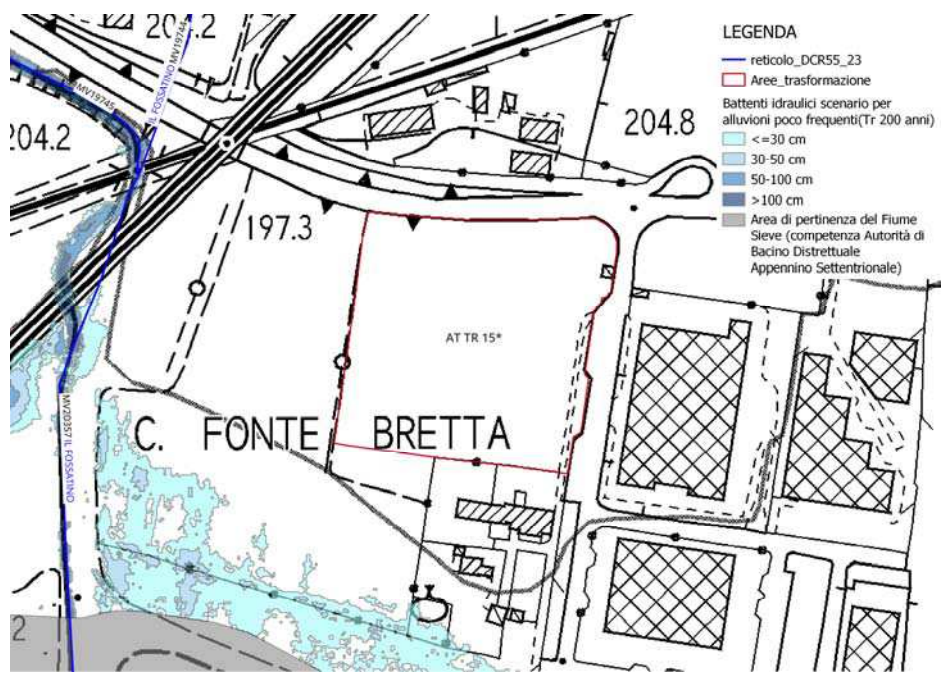 204.2
MV19744
IL FOSSATINO
MV19745
204.2
204.8
197.3
AT TR 15*
C. FONTE BRETTA
MV20357 IL FOSSATINO
2
LEGENDA
reticolo_DCR55_23
Aree_trasformazione
Battenti idraulici scenario per
alluvioni poco frequenti(Tr 200 anni)
<=30 cm
30-50 cm
50-100 cm
>100 cm
Area di pertinenza del Fiume
Sieve (competenza Autorità di
Bacino Distrettuale
Appennino Settentrionale)